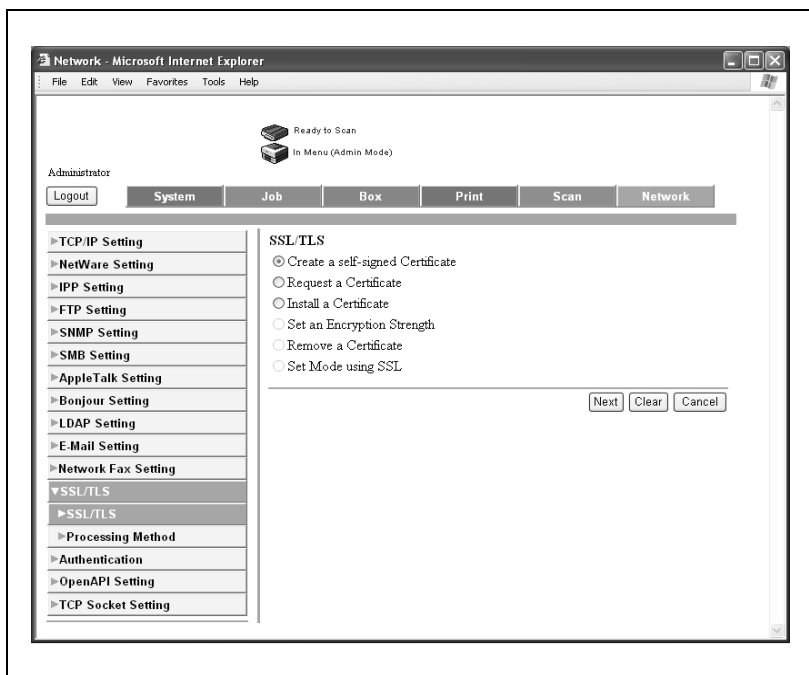 Network - Microsoft Internet Explorer
File Edit View Favorites Tools Help
Ready to Scan
In Menu (Admin Mode)
Administrator
Logout System Job Box Print Scan Network
TCP/IP Setting
NetWare Setting
IPP Setting
FTP Setting
SNMP Setting
SMB Setting
AppleTalk Setting
Bonjour Setting
LDAP Setting
E-Mail Setting
Network Fax Setting
SSL/TLS
SSL/TLS
Processing Method
Authentication
OpenAPI Setting
TCP Socket Setting
SSL/TLS
Create a self-signed Certificate
Request a Certificate
Install a Certificate
Set an Encryption Strength
Remove a Certificate
Set Mode using SSL
Next Clear Cancel